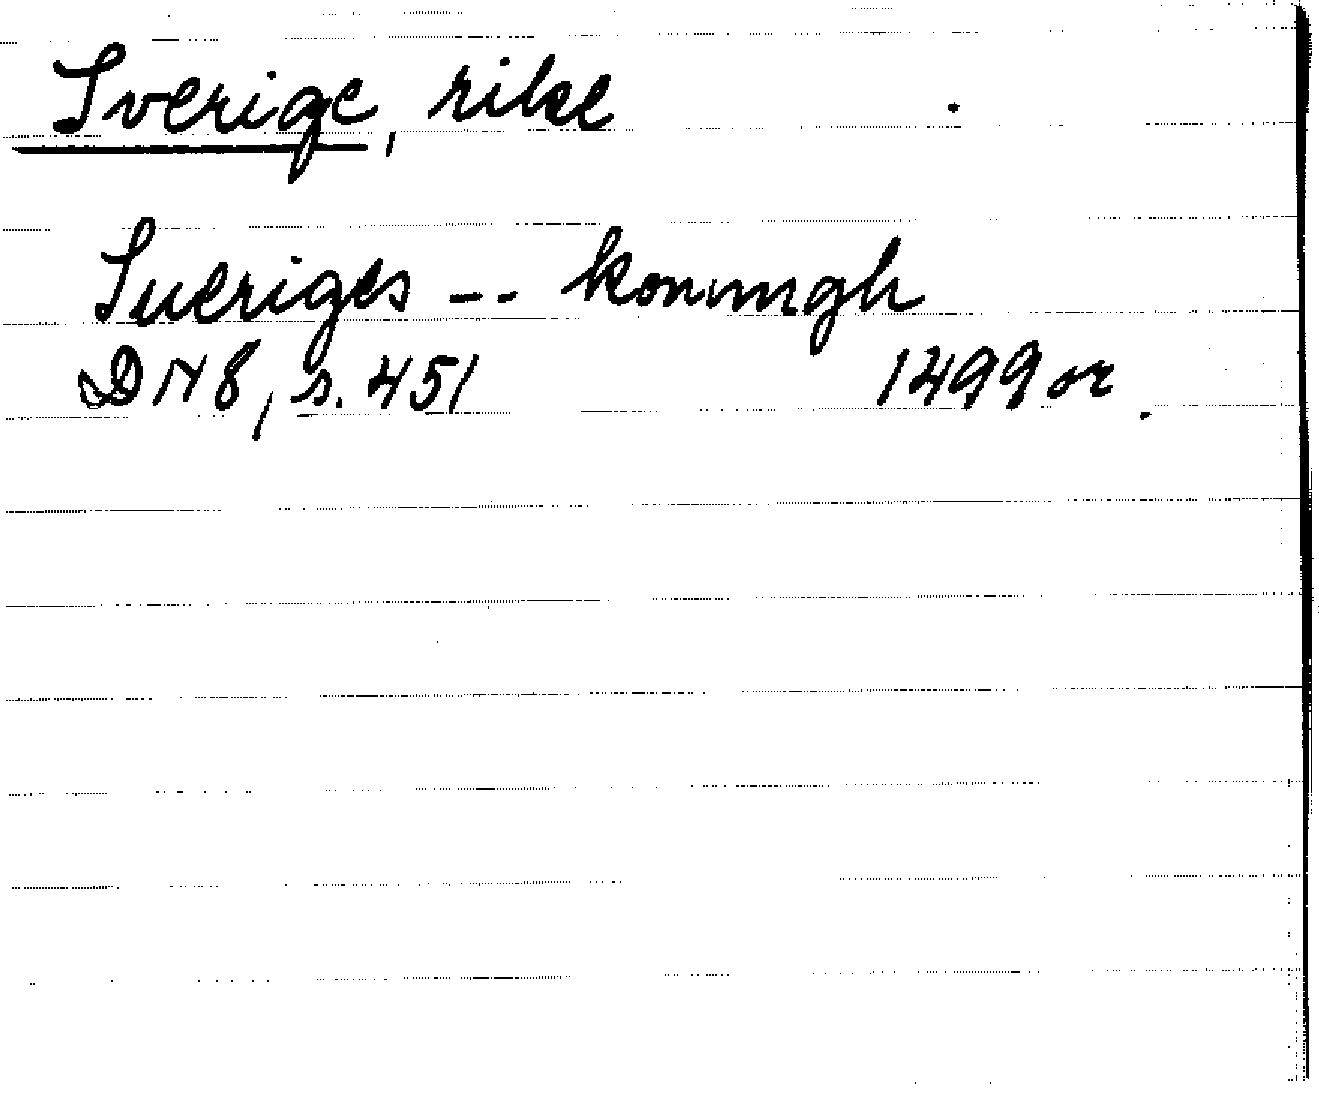 Sverige, rike
Sueriges -- konungh
DN 8, s. 451 1499 or.